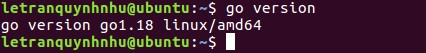 letranquynhnhu@ubuntu:~$ go version
go version go1.18 linux/amd64
letranquynhnhu@ubuntu:~$